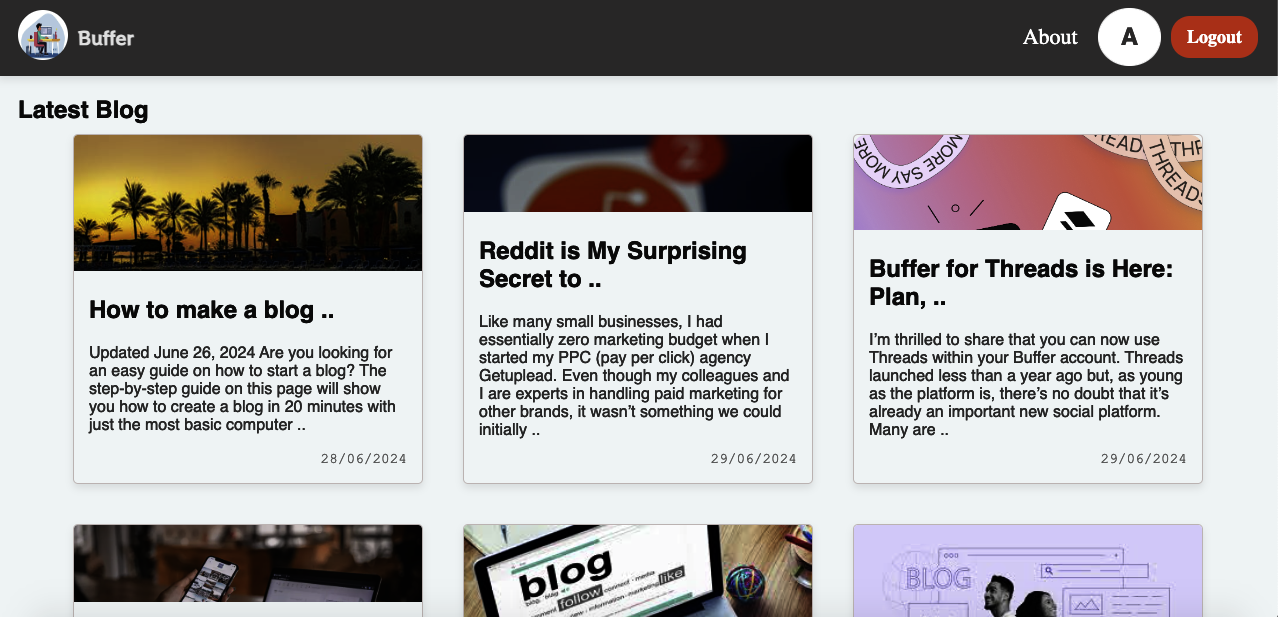 Buffer
About
A
Logout
Latest Blog
2
SAY MORE
MORE SAY MORE
READ
THR
THREADS
How to make a blog ..
Updated June 26, 2024 Are you looking for
an easy guide on how to start a blog? The
step-by-step guide on this page will show
you how to create a blog in 20 minutes with
just the most basic computer ..
28/06/2024
Reddit is My Surprising
Secret to ..
Like many small businesses, I had
essentially zero marketing budget when I
started my PPC (pay per click) agency
Getuplead. Even though my colleagues and
I are experts in handling paid marketing for
other brands, it wasn’t something we could
initially ..
29/06/2024
Buffer for Threads is Here:
Plan, ..
I’m thrilled to share that you can now use
Threads within your Buffer account. Threads
launched less than a year ago but, as young
as the platform is, there’s no doubt that it’s
already an important new social platform.
Many are ..
29/06/2024
blog
follow
connect
media
like
information
BLOG